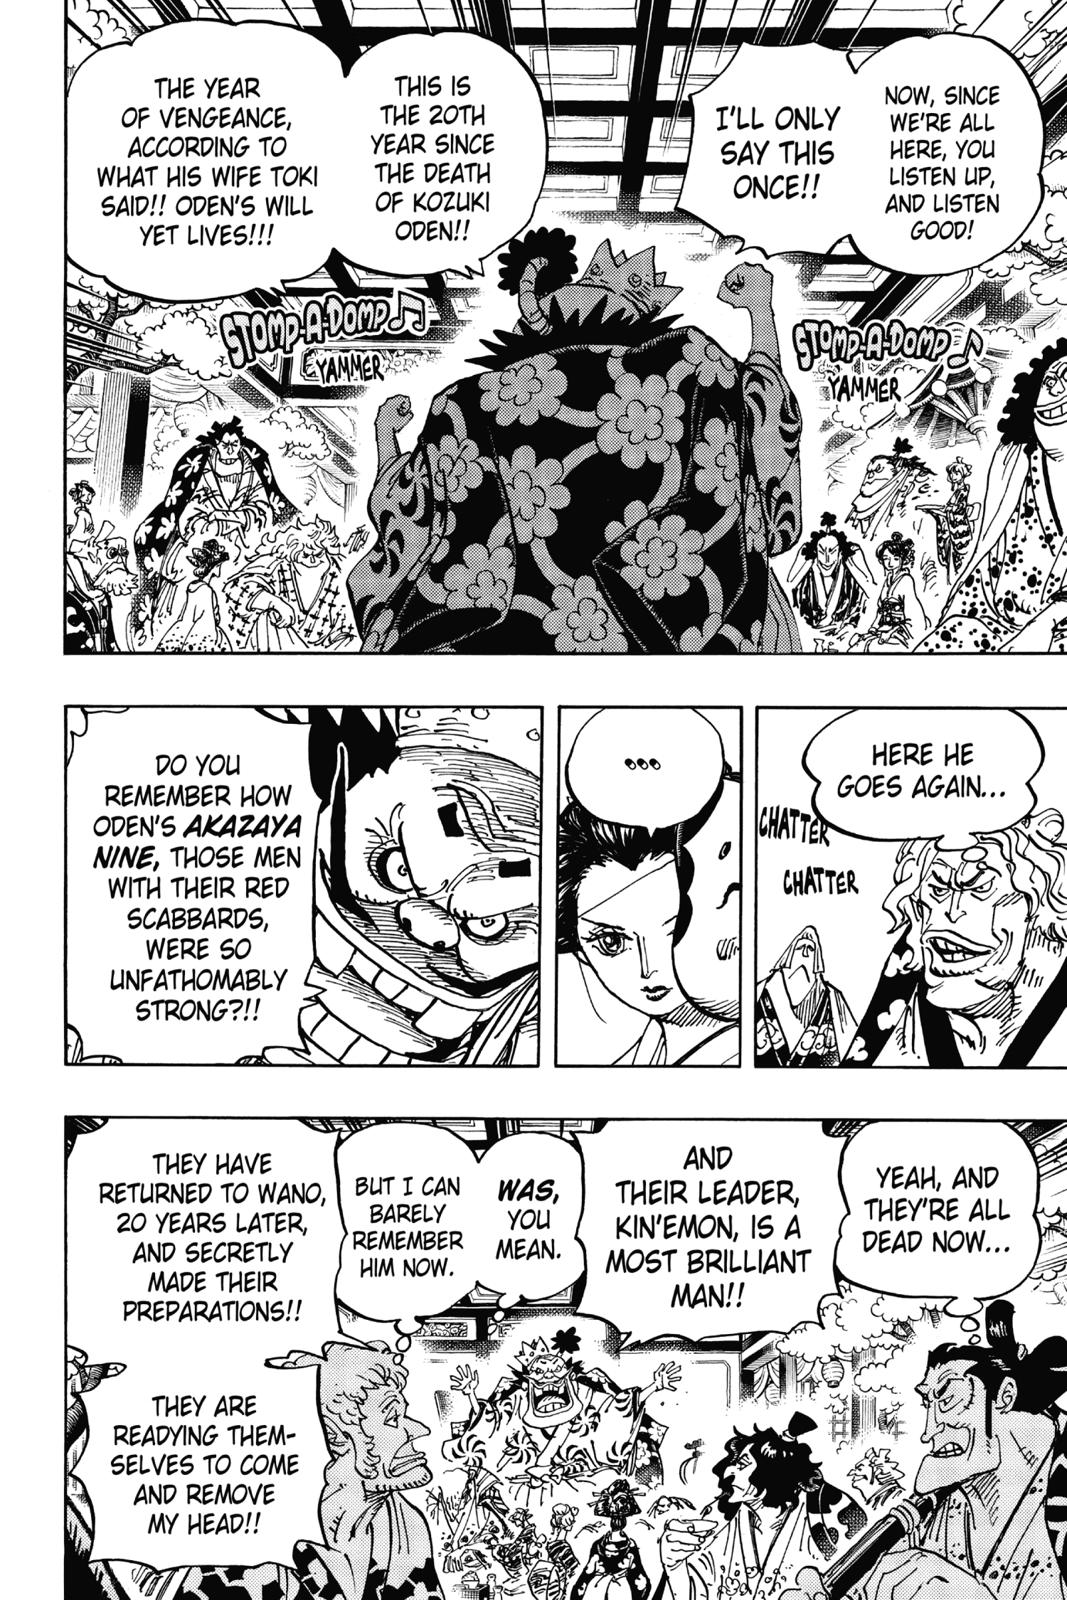 NOW, SINCE
WE'RE ALL
HERE, YOU
LISTEN UP,
AND LISTEN
GOOD!
I'LL ONLY
SAY THIS
ONCE!!
THIS IS
THE 20TH
YEAR SINCE
THE DEATH
OF KOZUKI
ODEN!!
THE YEAR
OF VENGEANCE,
ACCORDING TO
WHAT HIS WIFE TOKI
SAID!! ODEN'S WILL
YET LIVES!!!
STOMP-A-DOMP
YAMMER
STOMP-A-DOMP
YAMMER
HERE HE
GOES AGAIN...
CHATTER
CHATTER
...
DO YOU
REMEMBER HOW
ODEN'S AKAZAYA
NINE, THOSE MEN
WITH THEIR RED
SCABBARDS,
WERE SO
UNFATHOMABLY
STRONG?!!
YEAH, AND
THEY'RE ALL
DEAD NOW...
AND
THEIR LEADER,
KIN'EMON, IS A
MOST BRILLIANT
MAN!!
WAS,
YOU
MEAN.
BUT I CAN
BARELY
REMEMBER
HIM NOW.
THEY HAVE
RETURNED TO WANO,
20 YEARS LATER,
AND SECRETLY
MADE THEIR
PREPARATIONS!!
THEY ARE
READYING THEM-
SELVES TO COME
AND REMOVE
MY HEAD!!